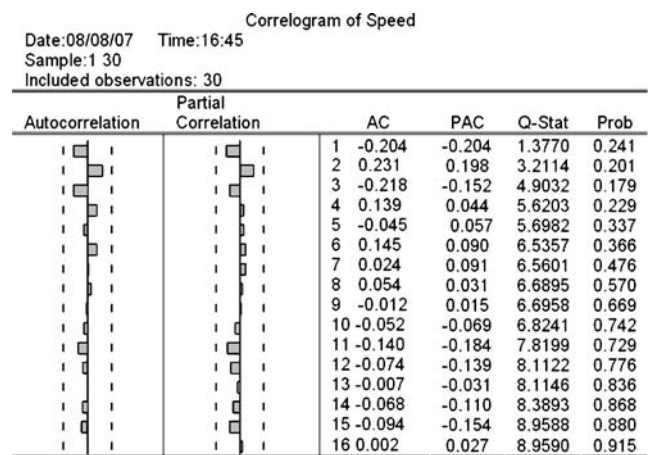 Correlogram of Speed
Date:08/08/07 Time:16:45
Sample:1 30
Included observations: 30
Autocorrelation Partial Correlation AC PAC Q-Stat Prob
1 -0.204 -0.204 1.3770 0.241
2 0.231 0.198 3.2114 0.201
3 -0.218 -0.152 4.9032 0.179
4 0.139 0.044 5.6203 0.229
5 -0.045 0.057 5.6982 0.337
6 0.145 0.090 6.5357 0.366
7 0.024 0.091 6.5601 0.476
8 0.054 0.031 6.6895 0.570
9 -0.012 0.015 6.6958 0.669
10 -0.052 -0.069 6.8241 0.742
11 -0.140 -0.184 7.8199 0.729
12 -0.074 -0.139 8.1122 0.776
13 -0.007 -0.031 8.1146 0.836
14 -0.068 -0.110 8.3893 0.868
15 -0.094 -0.154 8.9588 0.880
16 0.002 0.027 8.9590 0.915